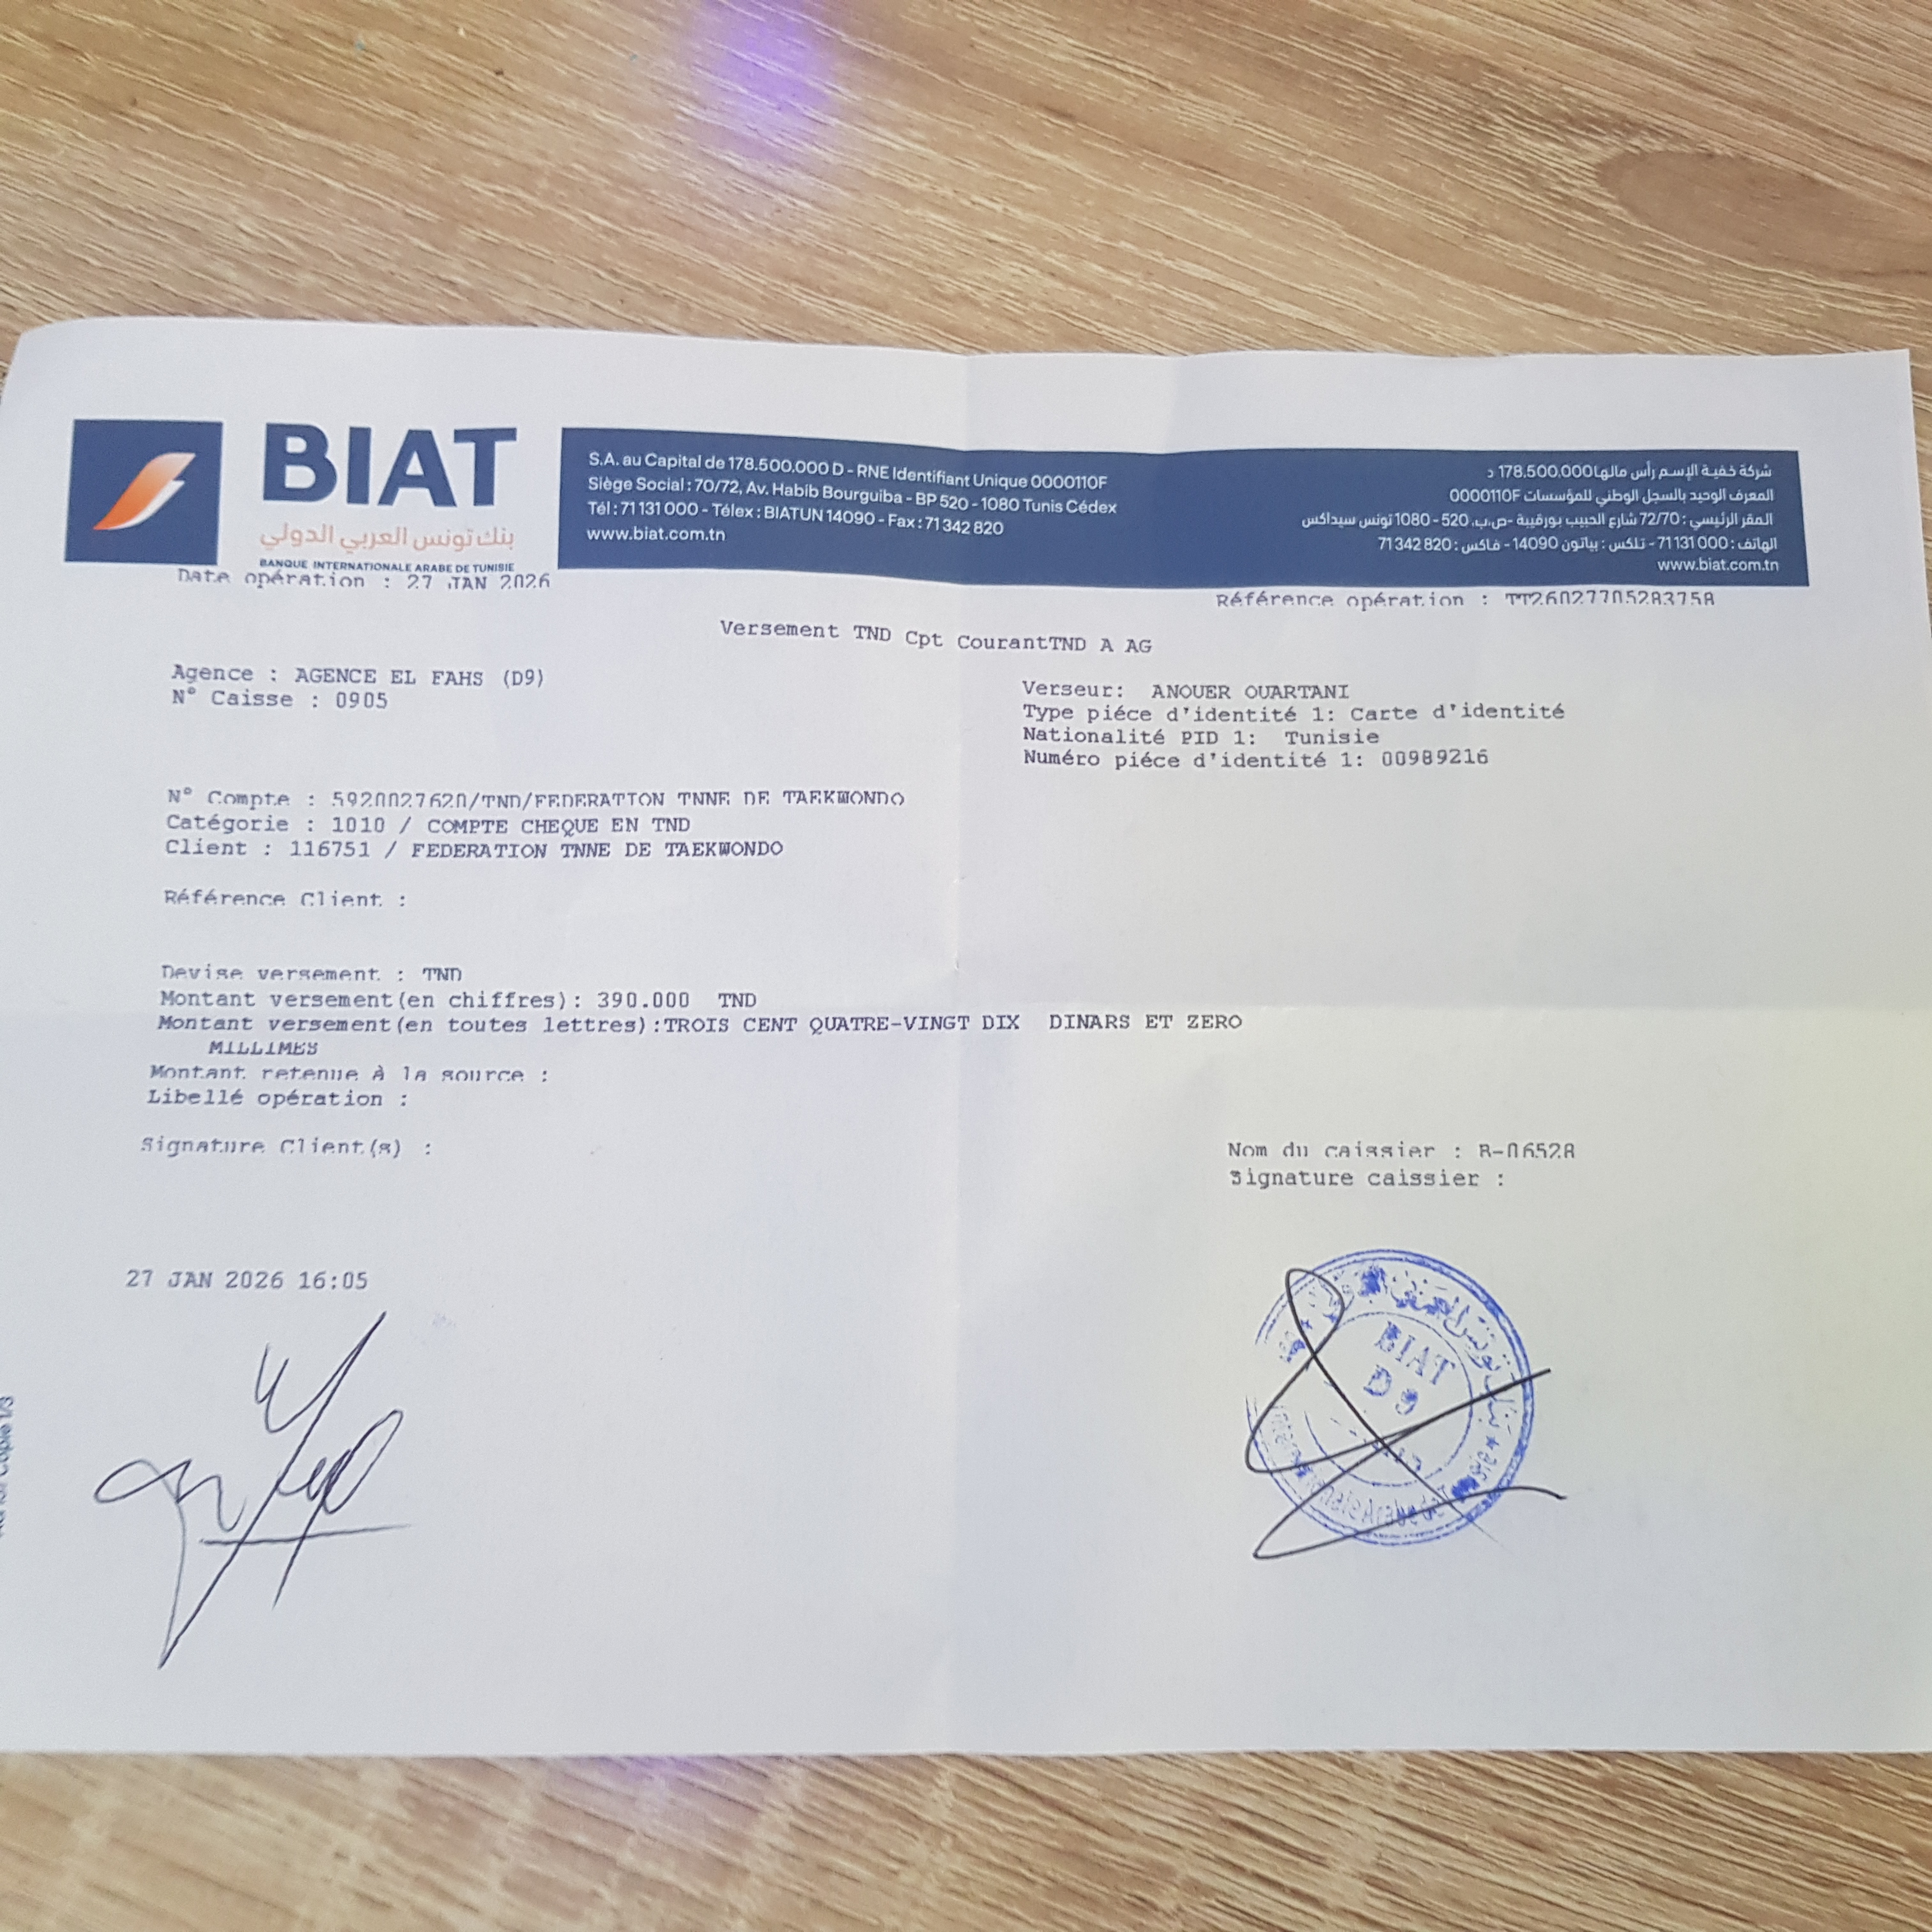 BIAT
بنك تونس العربي الدولي
BANQUE INTERNATIONALE ARABE DE TUNISIE
S.A. au Capital de 178.500.000 D - RNE Identifiant Unique 0000110F
Siège Social : 70/72, Av. Habib Bourguiba - BP 520 - 1080 Tunis Cédex
Tél : 71 131 000 - Télex : BIATUN 14090 - Fax : 71 342 820
www.biat.com.tn
شركة خفية الإسم رأس مالها 178.500.000 د
المعرف الوحيد بالسجل الوطني للمؤسسات 0000110F
المقر الرئيسي : 72/70 شارع الحبيب بورقيبة -ص.ب. 520 - 1080 تونس سيداكس
الهاتف : 71 131 000 - تلكس : بياتون 14090 - فاكس : 71 342 820
www.biat.com.tn
Date opération : 27 JAN 2026
Référence opération : TT26027705283758
Versement TND Cpt CourantTND A AG
Agence : AGENCE EL FAHS (D9)
N° Caisse : 0905
Verseur: ANOUER OUARTANI
Type piéce d'identité 1: Carte d'identité
Nationalité PID 1: Tunisie
Numéro piéce d'identité 1: 00989216
N° Compte : 5920027620/TND/FEDERATION TNNE DE TAEKWONDO
Catégorie : 1010 / COMPTE CHEQUE EN TND
Client : 116751 / FEDERATION TNNE DE TAEKWONDO
Référence Client :
Devise versement : TND
Montant versement(en chiffres): 390.000 TND
Montant versement(en toutes lettres):TROIS CENT QUATRE-VINGT DIX DINARS ET ZERO
MILLIMES
Montant retenue à la source :
Libellé opération :
Signature Client(s) :
Nom du caissier : B-06528
Signature caissier :
27 JAN 2026 16:05
BIAT
D 9